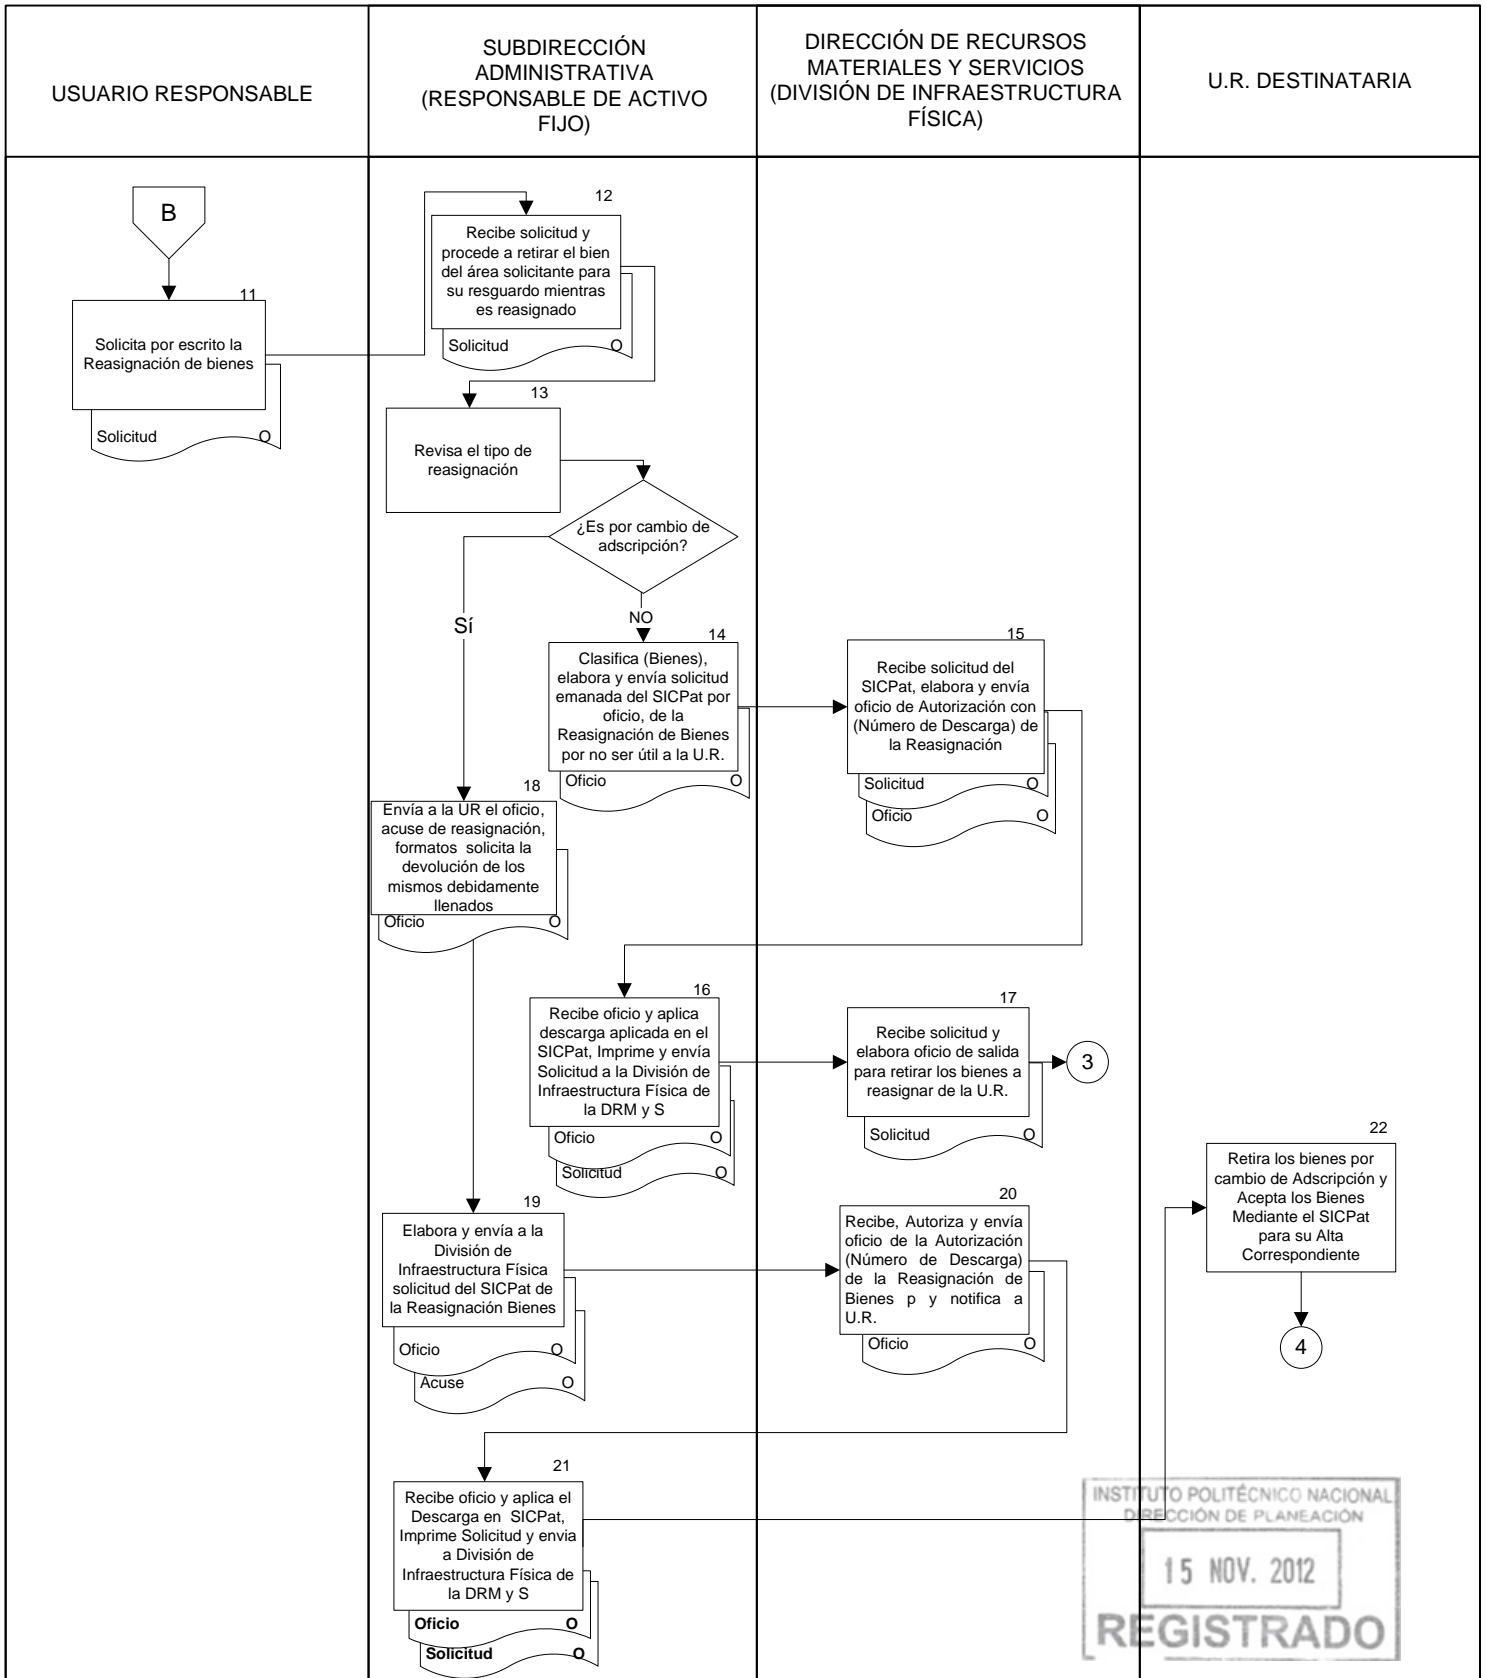 USUARIO RESPONSABLE
SUBDIRECCIÓN
ADMINISTRATIVA
(RESPONSABLE DE ACTIVO
FIJO)
DIRECCIÓN DE RECURSOS
MATERIALES Y SERVICIOS
(DIVISIÓN DE INFRAESTRUCTURA
FÍSICA)
U.R. DESTINATARIA
B
11
Solicita por escrito la
Reasignación de bienes
Solicitud O
12
Recibe solicitud y
procede a retirar el bien
del área solicitante para
su resguardo mientras
es reasignado
Solicitud O
13
Revisa el tipo de
reasignación
¿Es por cambio de
adscripción?
Sí
NO
14
Clasifica (Bienes),
elabora y envía solicitud
emanada del SICPat por
oficio, de la
Reasignación de Bienes
por no ser útil a la U.R.
Oficio O
15
Recibe solicitud del
SICPat, elabora y envía
oficio de Autorización con
(Número de Descarga) de
la Reasignación
Solicitud O
Oficio O
18
Envía a la UR el oficio,
acuse de reasignación,
formatos solicita la
devolución de los
mismos debidamente
llenados
Oficio O
16
Recibe oficio y aplica
descarga aplicada en el
SICPat, Imprime y envía
Solicitud a la División de
Infraestructura Física de
la DRM y S
Oficio O
Solicitud O
17
Recibe solicitud y
elabora oficio de salida
para retirar los bienes a
reasignar de la U.R.
Solicitud O
3
19
Elabora y envía a la
División de
Infraestructura Física
solicitud del SICPat de
la Reasignación Bienes
Oficio O
Acuse O
20
Recibe, Autoriza y envía
oficio de la Autorización
(Número de Descarga)
de la Reasignación de
Bienes p y notifica a
U.R.
Oficio O
22
Retira los bienes por
cambio de Adscripción y
Acepta los Bienes
Mediante el SICPat
para su Alta
Correspondiente
4
21
Recibe oficio y aplica el
Descarga en SICPat,
Imprime Solicitud y envia
a División de
Infraestructura Física de
la DRM y S
Oficio O
Solicitud O
INSTITUTO POLITÉCNICO NACIONAL
DIRECCIÓN DE PLANEACIÓN
15 NOV. 2012
REGISTRADO